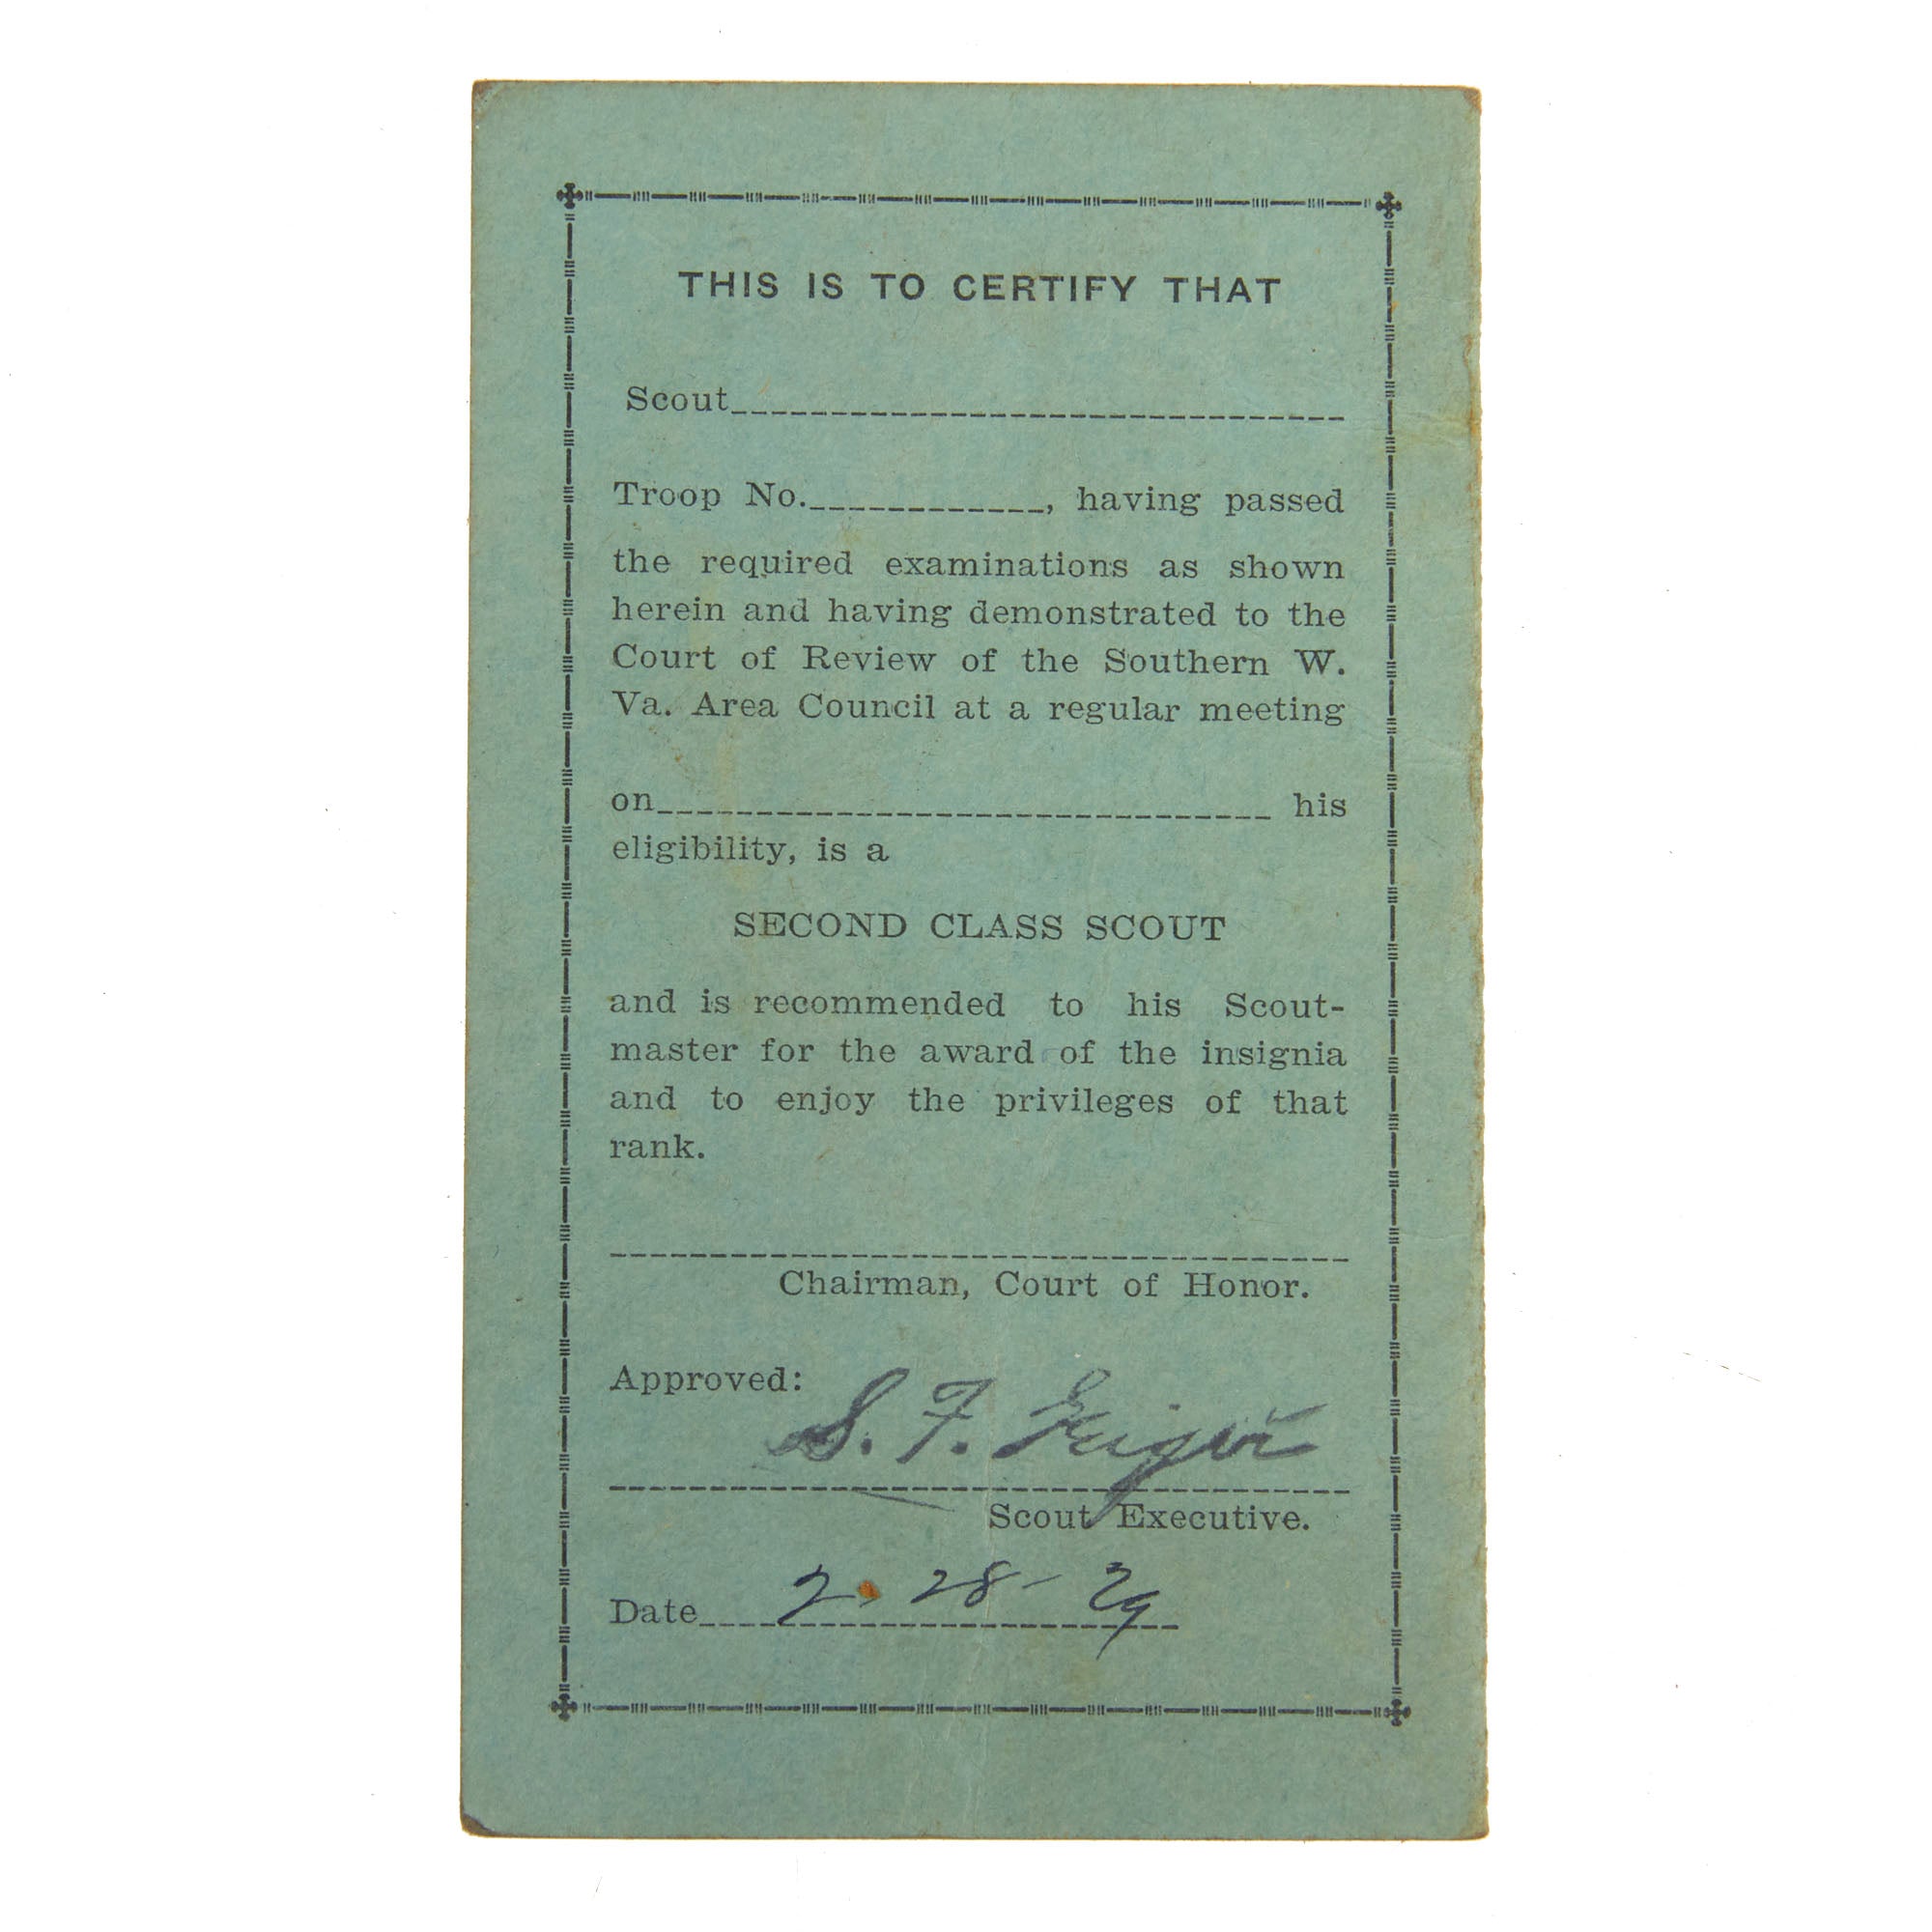 THIS IS TO CERTIFY THAT
Scout
Troop No. , having passed
the required examinations as shown
herein and having demonstrated to the
Court of Review of the Southern W.
Va. Area Council at a regular meeting
on his
eligibility, is a
SECOND CLASS SCOUT
and is recommended to his Scout-
master for the award of the insignia
and to enjoy the privileges of that
rank.
Chairman, Court of Honor.
Approved:
S. F.
Scout Executive.
Date 2-28-29